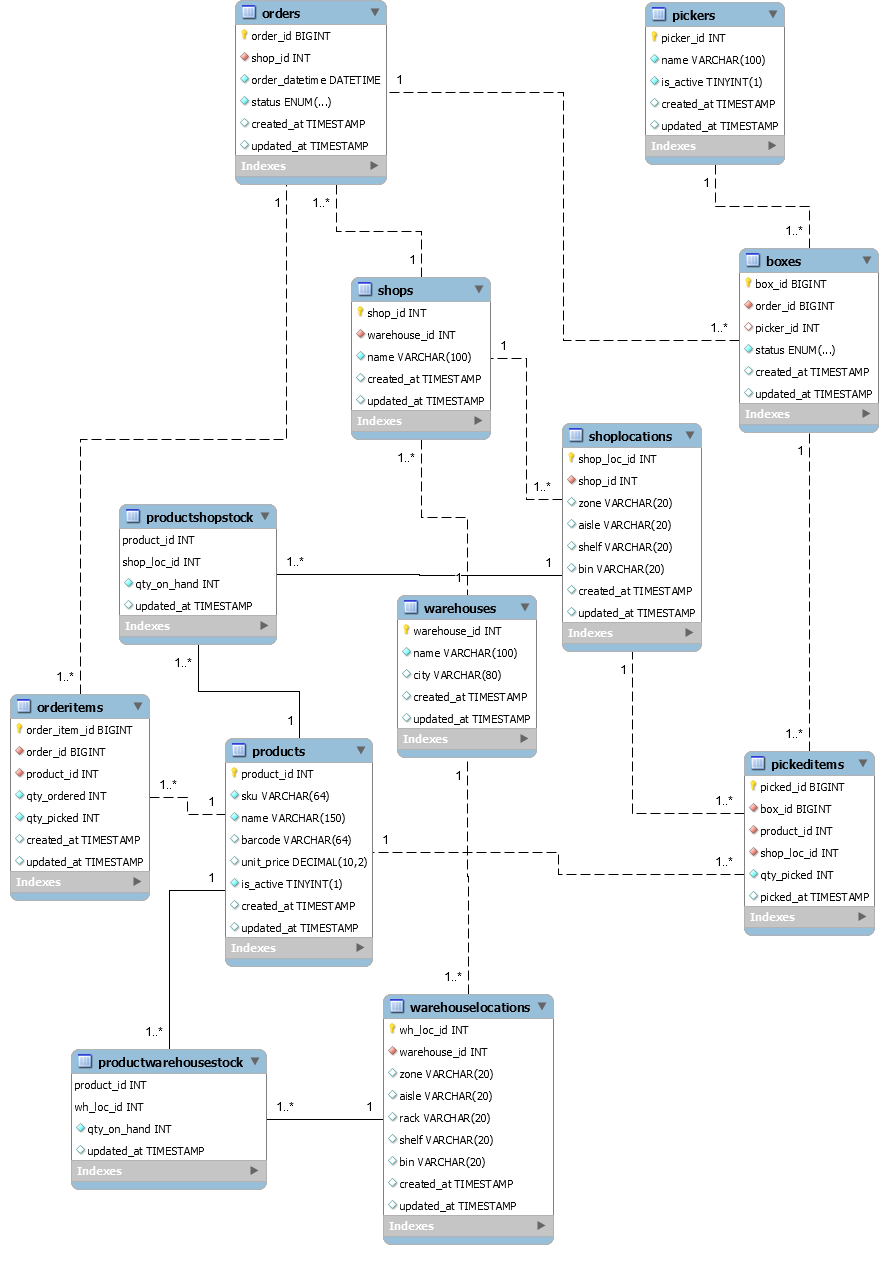 orders
order_id BIGINT
shop_id INT
order_datetime DATETIME
status ENUM(...)
created_at TIMESTAMP
updated_at TIMESTAMP
Indexes
pickers
picker_id INT
name VARCHAR(100)
is_active TINYINT(1)
created_at TIMESTAMP
updated_at TIMESTAMP
Indexes
1
1
1..*
1
1..*
1
boxes
box_id BIGINT
order_id BIGINT
picker_id INT
status ENUM(...)
created_at TIMESTAMP
updated_at TIMESTAMP
Indexes
1..*
shops
shop_id INT
warehouse_id INT
name VARCHAR(100)
created_at TIMESTAMP
updated_at TIMESTAMP
Indexes
1
1..*
1..*
1
shoplocations
shop_loc_id INT
shop_id INT
zone VARCHAR(20)
aisle VARCHAR(20)
shelf VARCHAR(20)
bin VARCHAR(20)
created_at TIMESTAMP
updated_at TIMESTAMP
Indexes
productshopstock
product_id INT
shop_loc_id INT
qty_on_hand INT
updated_at TIMESTAMP
Indexes
1..*
1
1
warehouses
warehouse_id INT
name VARCHAR(100)
city VARCHAR(80)
created_at TIMESTAMP
updated_at TIMESTAMP
Indexes
1..*
1..*
1
1
1..*
orderitems
order_item_id BIGINT
order_id BIGINT
product_id INT
qty_ordered INT
qty_picked INT
created_at TIMESTAMP
updated_at TIMESTAMP
Indexes
products
product_id INT
sku VARCHAR(64)
name VARCHAR(150)
barcode VARCHAR(64)
unit_price DECIMAL(10,2)
is_active TINYINT(1)
created_at TIMESTAMP
updated_at TIMESTAMP
Indexes
pickeditems
picked_id BIGINT
box_id BIGINT
product_id INT
shop_loc_id INT
qty_picked INT
picked_at TIMESTAMP
Indexes
1..*
1
1
1..*
1..*
1
1
1..*
1..*
warehouselocations
wh_loc_id INT
warehouse_id INT
zone VARCHAR(20)
aisle VARCHAR(20)
rack VARCHAR(20)
shelf VARCHAR(20)
bin VARCHAR(20)
created_at TIMESTAMP
updated_at TIMESTAMP
Indexes
productwarehousestock
product_id INT
wh_loc_id INT
qty_on_hand INT
updated_at TIMESTAMP
Indexes
1..*
1